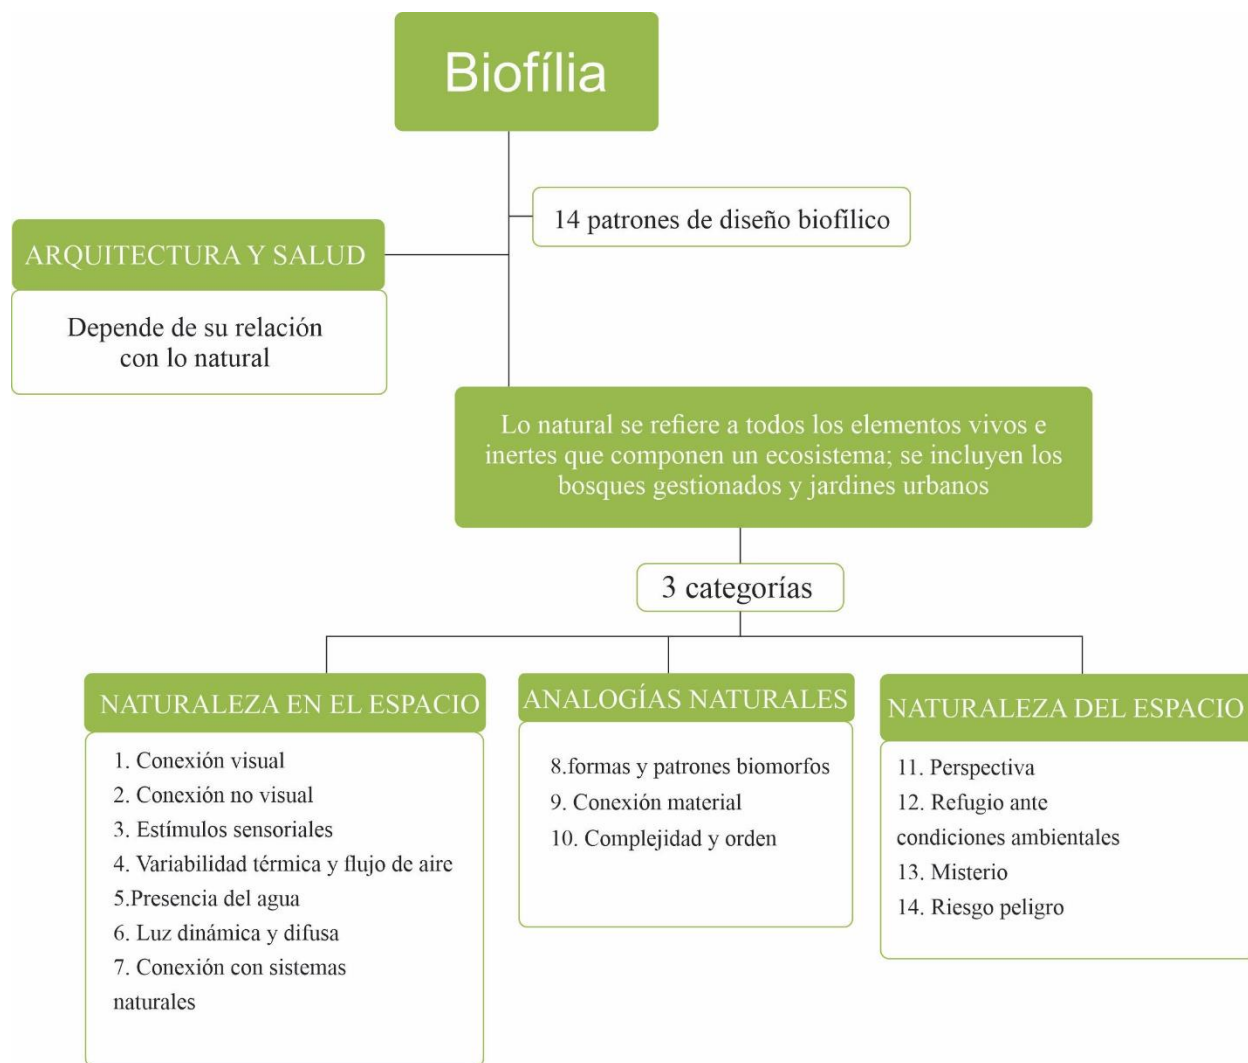 Biofília
14 patrones de diseño biofílico
ARQUITECTURA Y SALUD
Depende de su relación
con lo natural
Lo natural se refiere a todos los elementos vivos e
inertes que componen un ecosistema; se incluyen los
bosques gestionados y jardines urbanos
3 categorías
NATURALEZA EN EL ESPACIO
1. Conexión visual
2. Conexión no visual
3. Estímulos sensoriales
4. Variabilidad térmica y flujo de aire
5.Presencia del agua
6. Luz dinámica y difusa
7. Conexión con sistemas
naturales
ANALOGÍAS NATURALES
8.formas y patrones biomorfos
9. Conexión material
10. Complejidad y orden
NATURALEZA DEL ESPACIO
11. Perspectiva
12. Refugio ante
condiciones ambientales
13. Misterio
14. Riesgo peligro